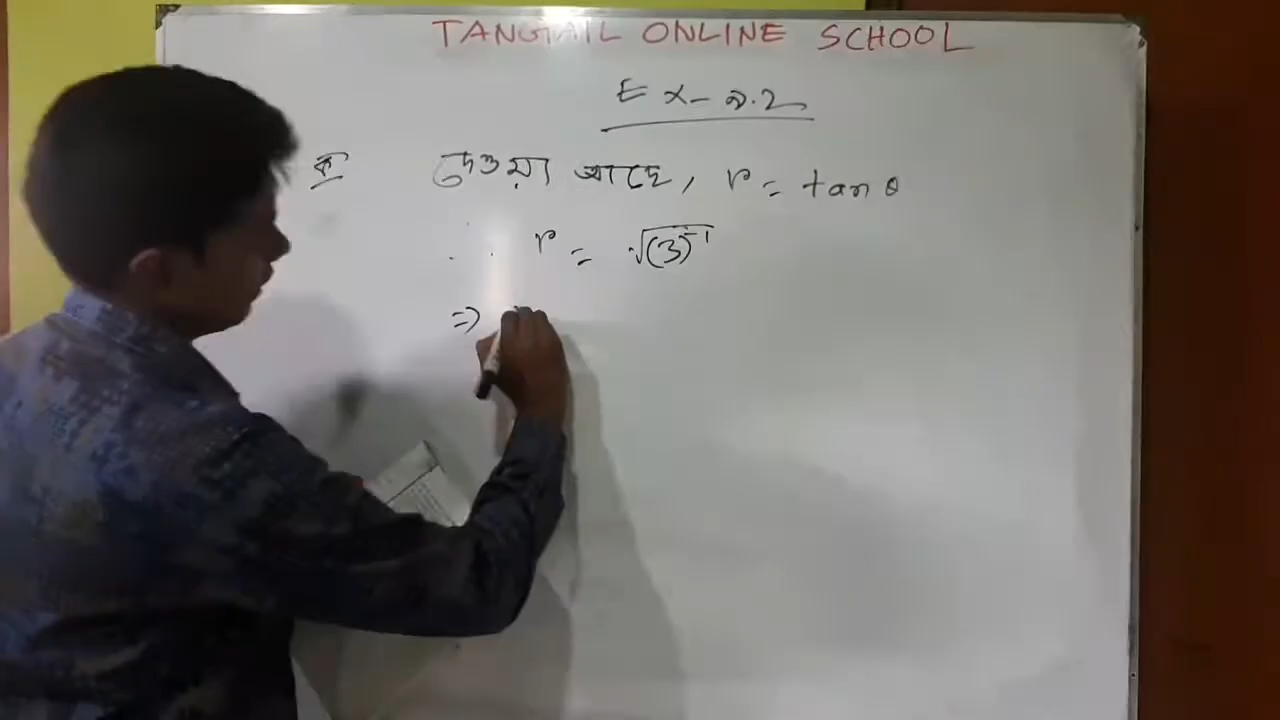 TANGAIL ONLINE SCHOOL
Ex- ৯.2
ক দেওয়া আছে, r = tan θ
∴ r = √(3)⁻¹
⇒